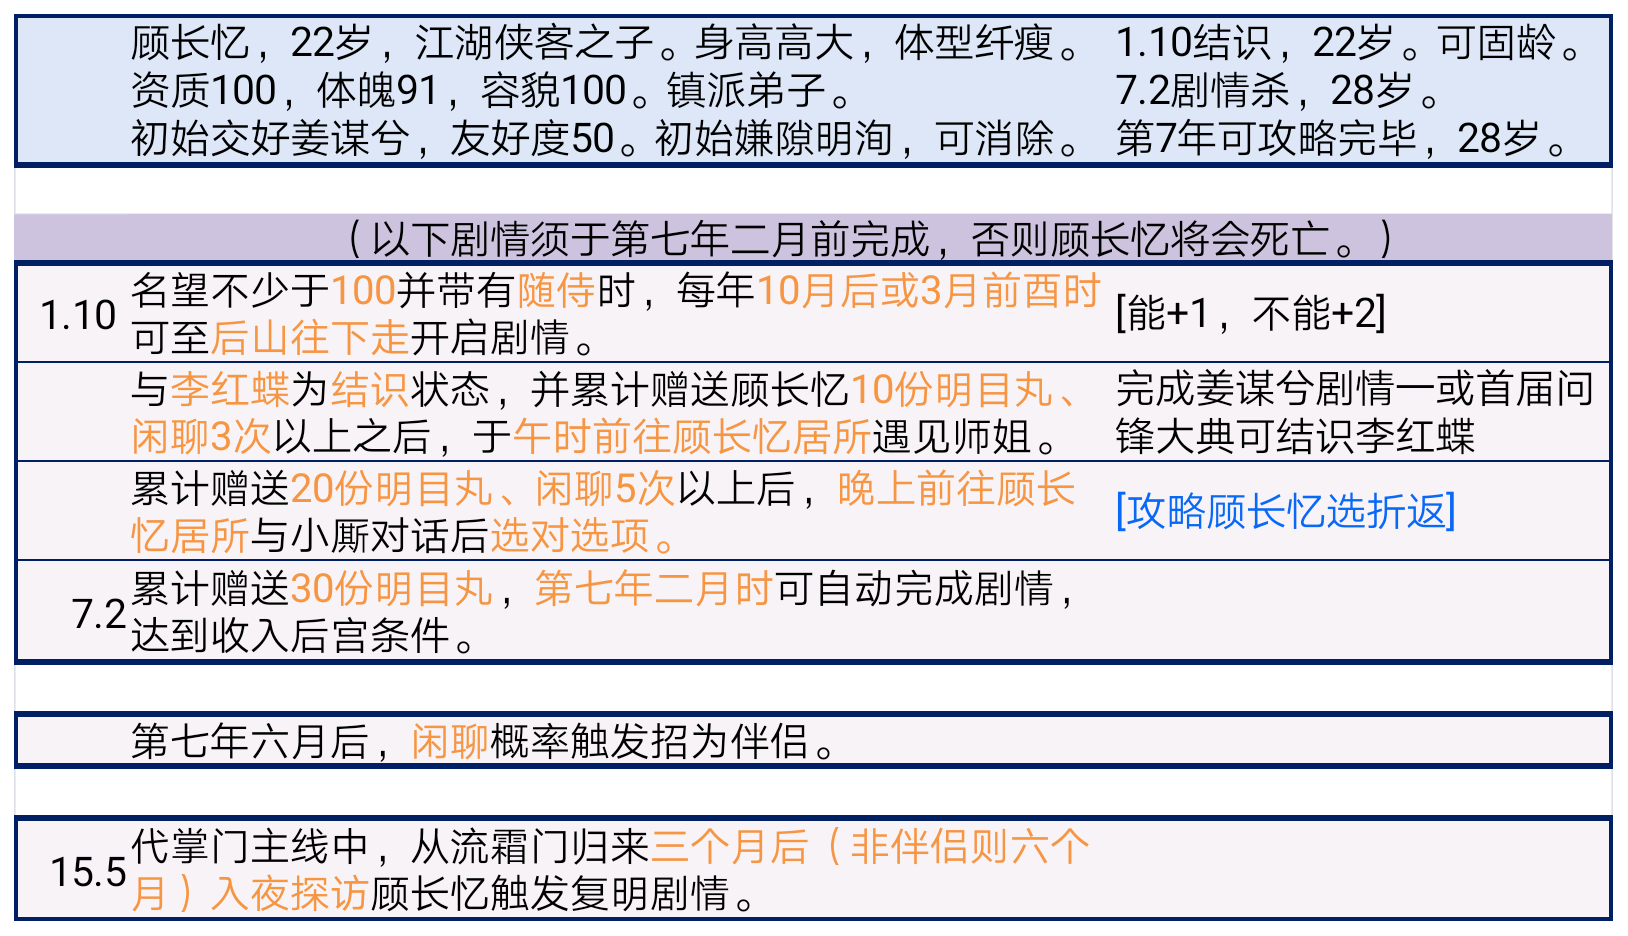 顾长忆，22岁，江湖侠客之子。身高高大，体型纤瘦。 1.10结识，22岁。可固龄。
资质100，体魄91，容貌100。镇派弟子。 7.2剧情杀，28岁。
初始交好姜谋兮，友好度50。初始嫌隙明洵，可消除。 第7年可攻略完毕，28岁。
（以下剧情须于第七年二月前完成，否则顾长忆将会死亡。）
1.10
名望不少于100并带有随侍时，每年10月后或3月前酉时
可至后山往下走开启剧情。
[能+1，不能+2]
与李红蝶为结识状态，并累计赠送顾长忆10份明目丸、
闲聊3次以上之后，于午时前往顾长忆居所遇见师姐。
完成姜谋兮剧情一或首届问
锋大典可结识李红蝶
累计赠送20份明目丸、闲聊5次以上后，晚上前往顾长
忆居所与小厮对话后选对选项。
[攻略顾长忆选折返]
7.2
累计赠送30份明目丸，第七年二月时可自动完成剧情，
达到收入后宫条件。
第七年六月后，闲聊概率触发招为伴侣。
15.5
代掌门主线中，从流霜门归来三个月后（非伴侣则六个
月）入夜探访顾长忆触发复明剧情。